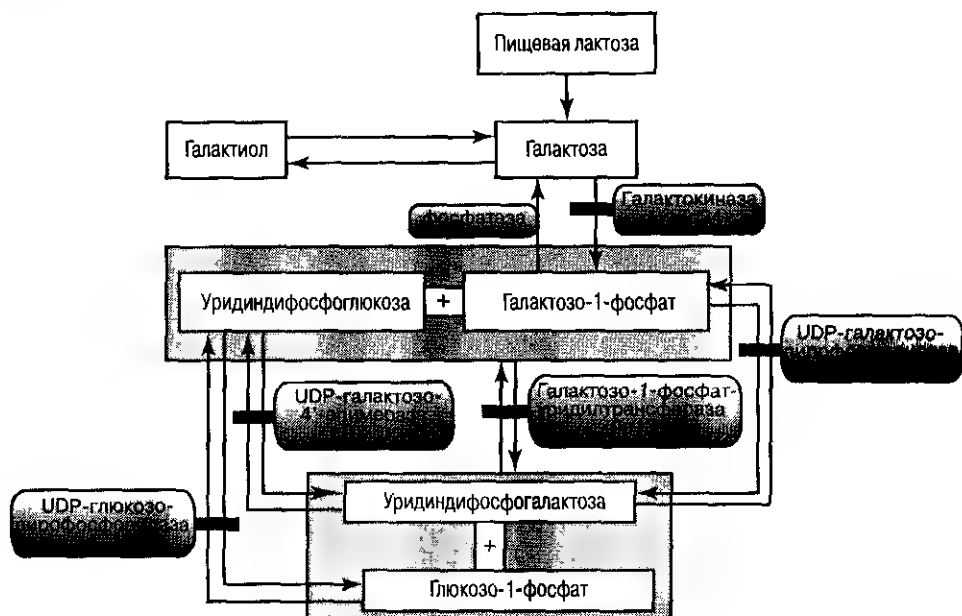 Пищевая лактоза
Галактиол
Галактоза
фосфатаза
Галактокиназа
Уридиндифосфоглюкоза
+
Галактозо-1-фосфат
UDP-галактозо-
UDP-галактозо-
4'-эпимераза
Галактозо-1-фосфат-
уридилтрансфераза
Уридиндифосфогалактоза
UDP-глюкозо-
пирофосфорилаза
+
Глюкозо-1-фосфат